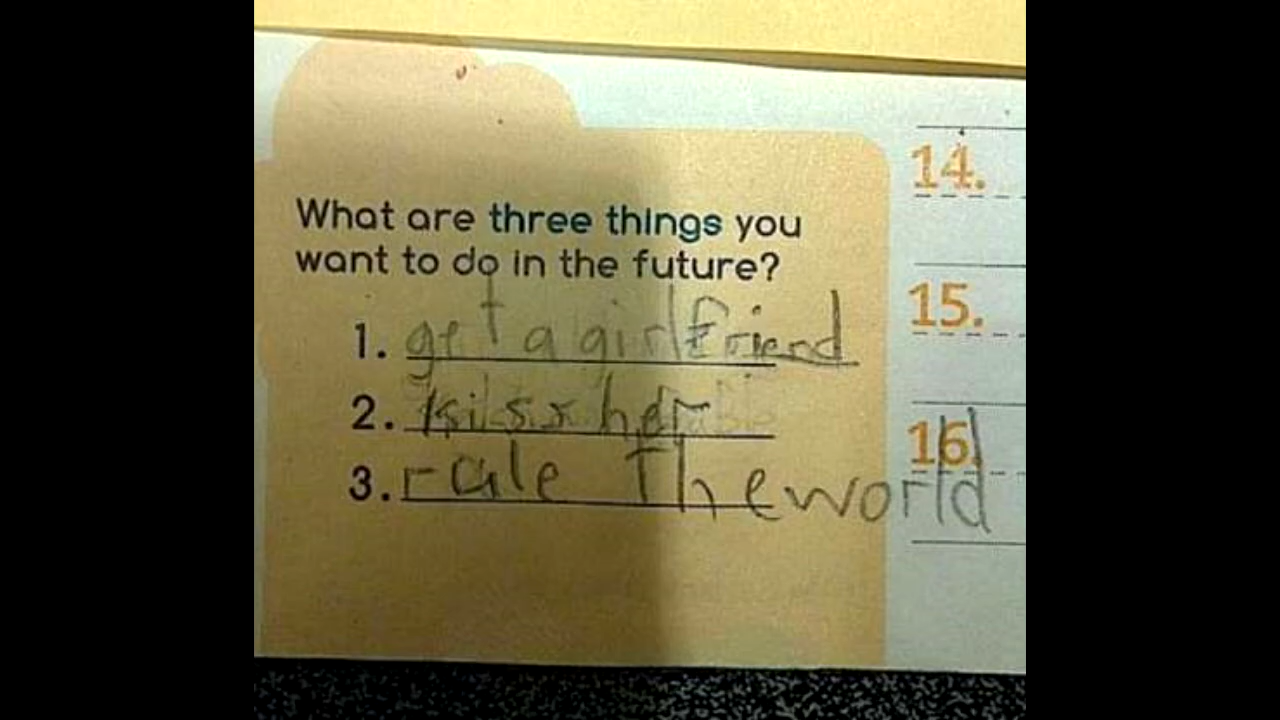 What are three things you
want to do in the future?
1. get a girlfriend
2. kiss her
3. rule the world
14.
15.
16.